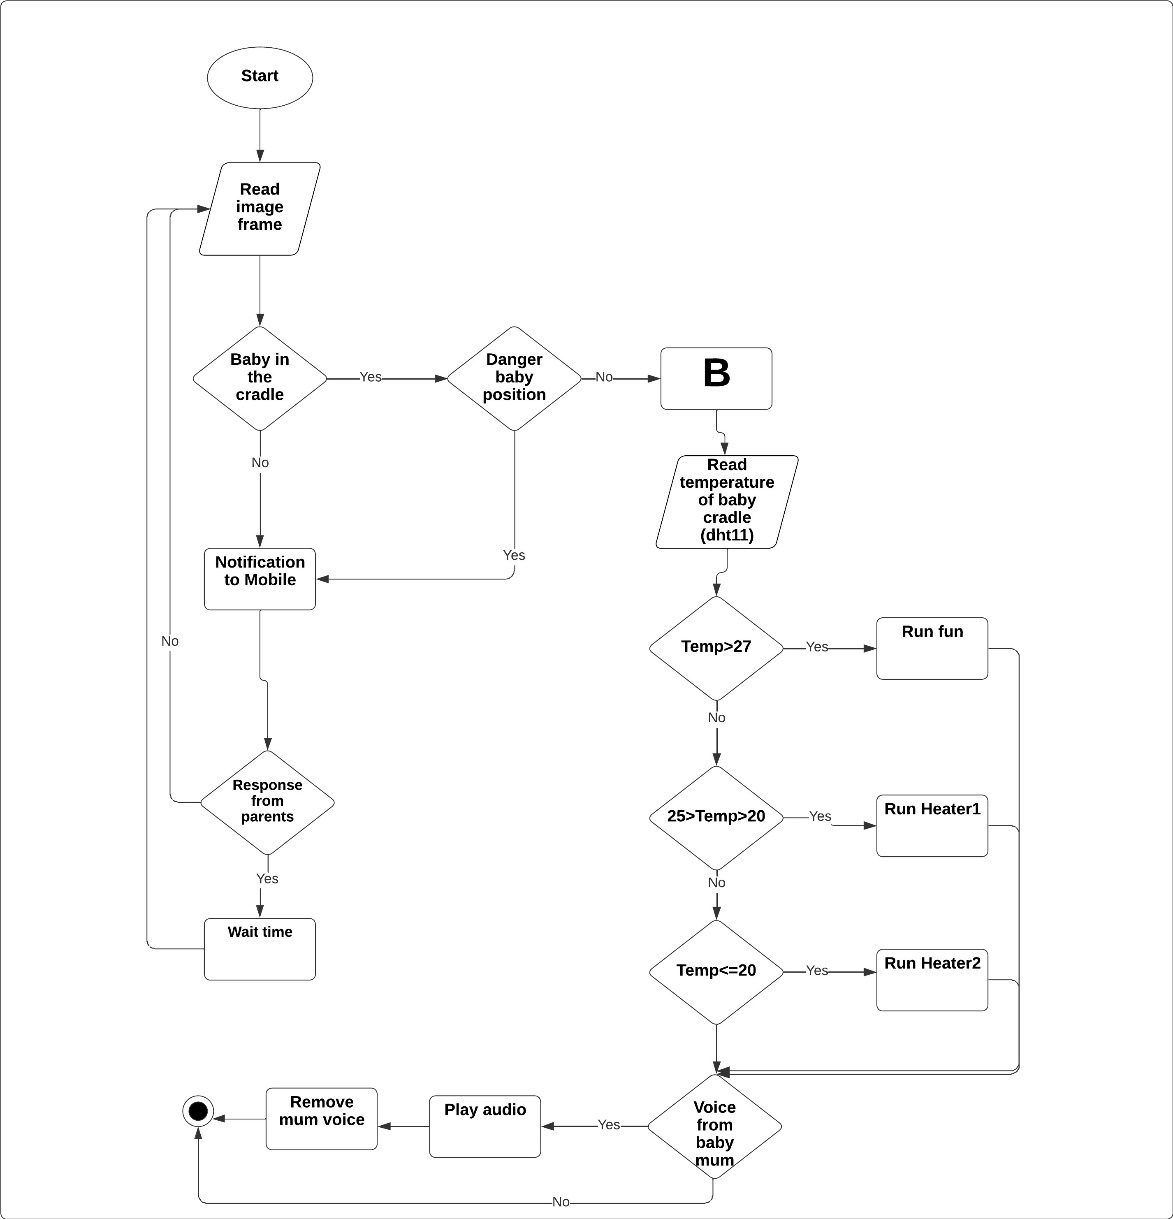 Start
Read
image
frame
Baby in
the
cradle
Yes
Danger
baby
position
No
B
No
Read
temperature
of baby
cradle
(dht11)
Notification
to Mobile
Yes
No
Temp>27
Yes
Run fun
No
Response
from
parents
25>Temp>20
Yes
Run Heater1
Yes
No
Wait time
Temp<=20
Yes
Run Heater2
Remove
mum voice
Play audio
Yes
Voice
from
baby
mum
No